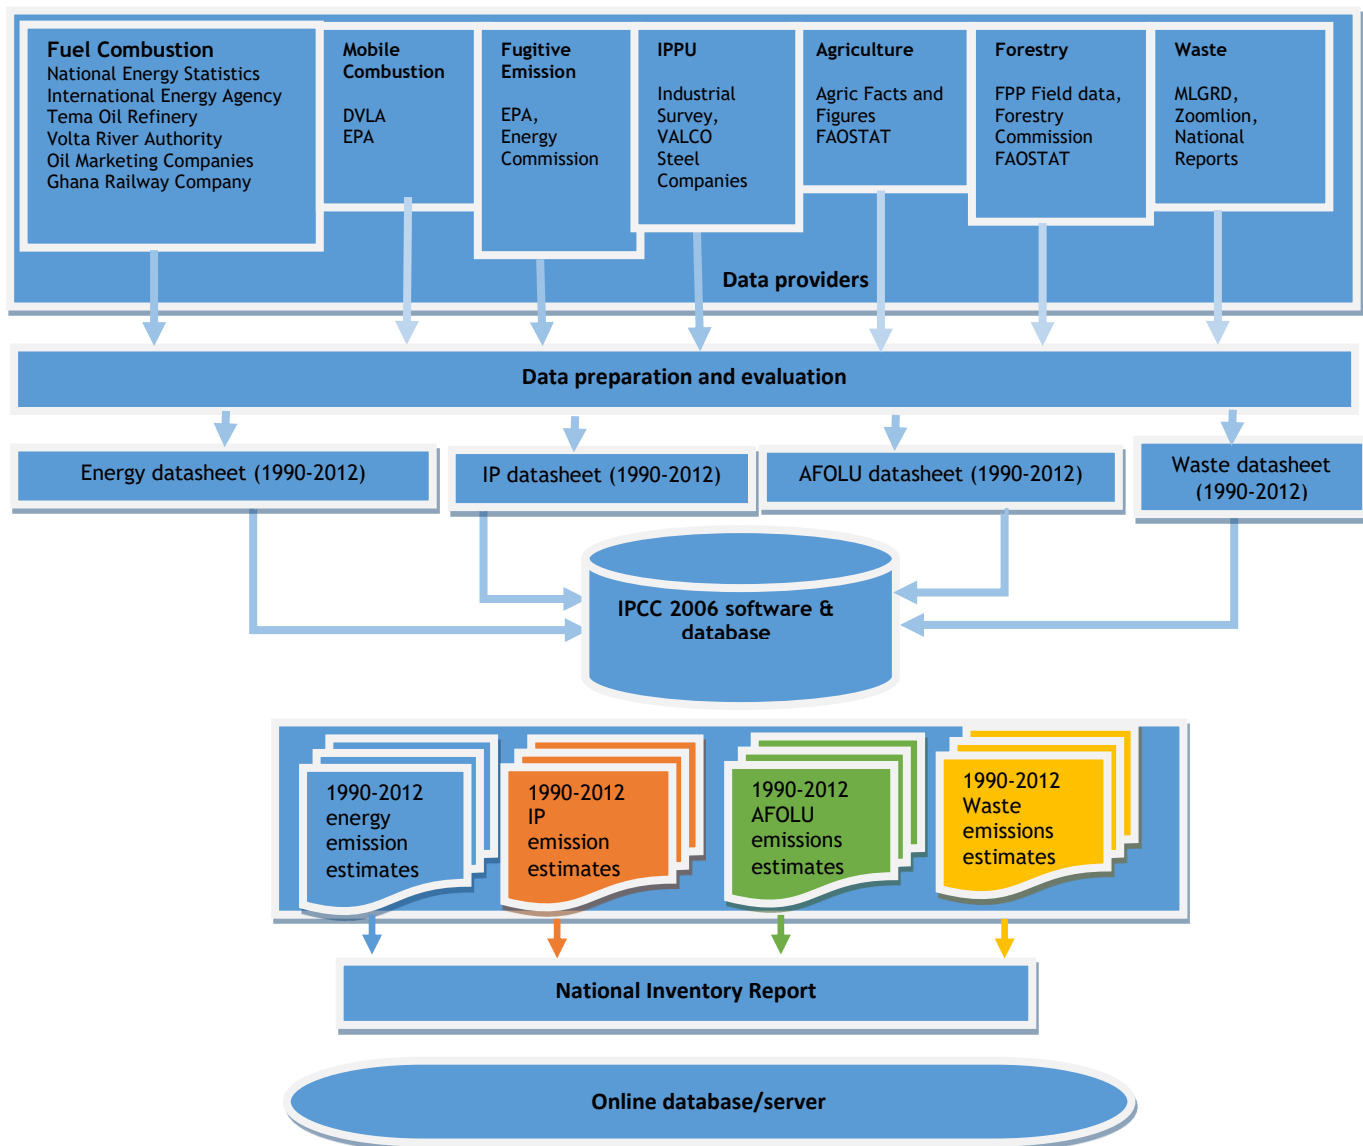 Fuel Combustion
National Energy Statistics
International Energy Agency
Tema Oil Refinery
Volta River Authority
Oil Marketing Companies
Ghana Railway Company
Mobile
Combustion
DVLA
EPA
Fugitive
Emission
EPA,
Energy
Commission
IPPU
Industrial
Survey,
VALCO
Steel
Companies
Agriculture
Agric Facts and
Figures
FAOSTAT
Forestry
FPP Field data,
Forestry
Commission
FAOSTAT
Waste
MLGRD,
Zoomlion,
National
Reports
Data providers
Data preparation and evaluation
Energy datasheet (1990-2012)
IP datasheet (1990-2012)
AFOLU datasheet (1990-2012)
Waste datasheet
(1990-2012)
IPCC 2006 software &
database
1990-2012
energy
emission
estimates
1990-2012
IP
emission
estimates
1990-2012
AFOLU
emissions
estimates
1990-2012
Waste
emissions
estimates
National Inventory Report
Online database/server